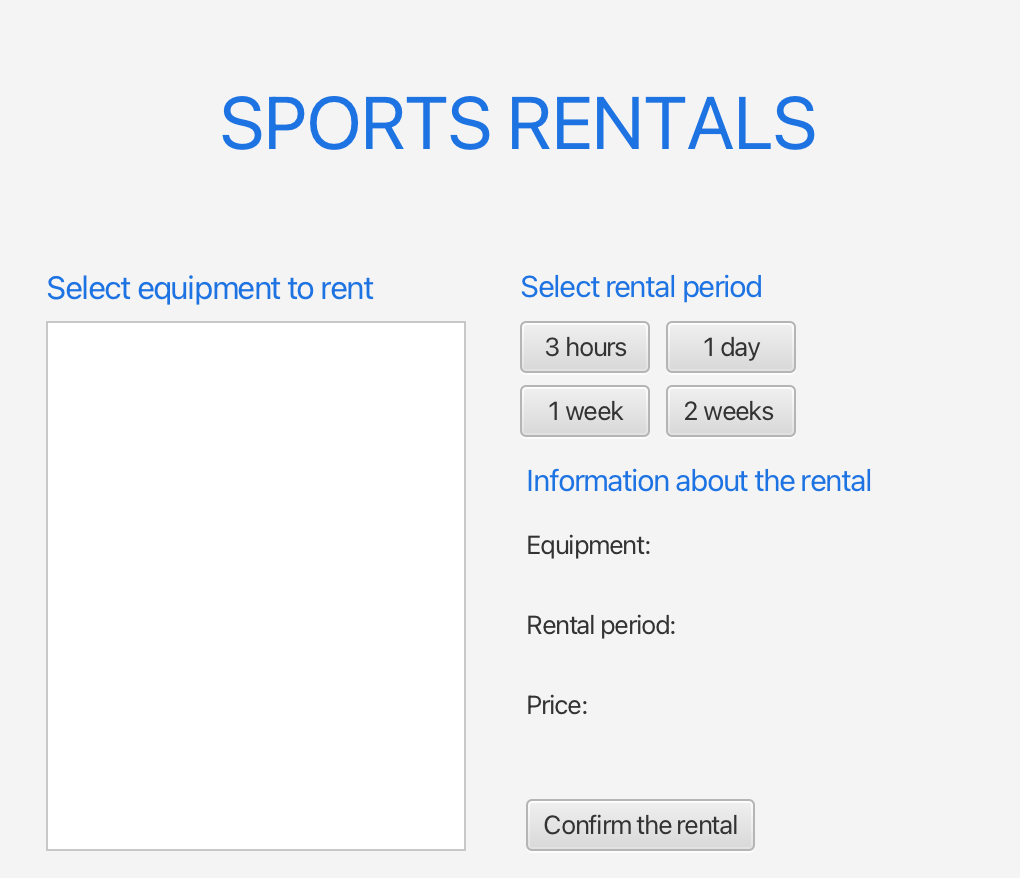 SPORTS RENTALS
Select equipment to rent
Select rental period
3 hours
1 day
1 week
2 weeks
Information about the rental
Equipment:
Rental period:
Price:
Confirm the rental